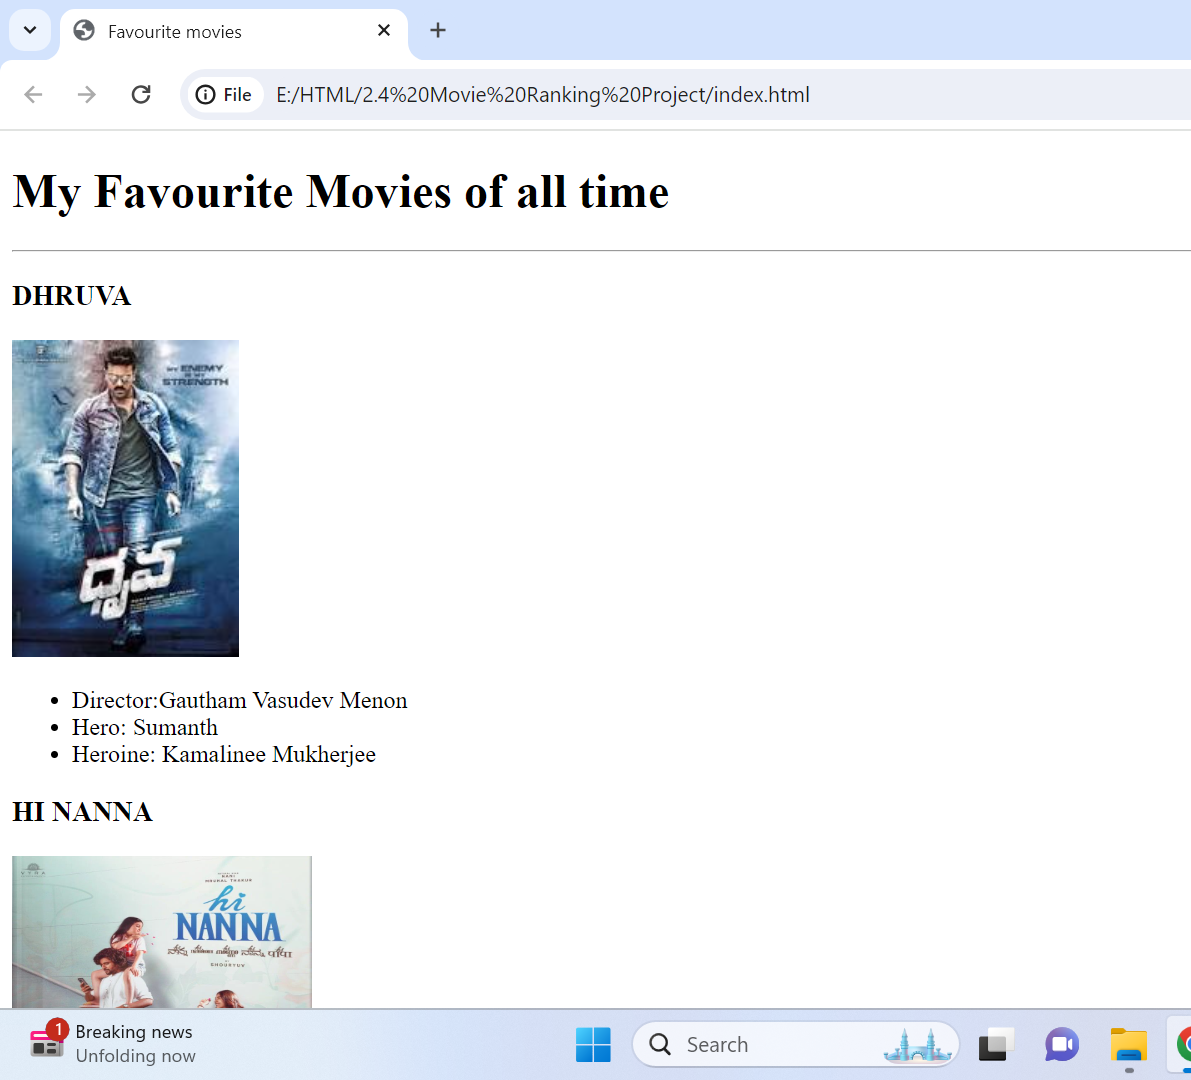 Favourite movies
File E:/HTML/2.4%20Movie%20Ranking%20Project/index.html
My Favourite Movies of all time
DHRUVA
MY ENEMY
IS MY
STRENGTH
ధృవ
Director:Gautham Vasudev Menon
Hero: Sumanth
Heroine: Kamalinee Mukherjee
HI NANNA
hi
NANNA
1
Breaking news
Unfolding now
Search